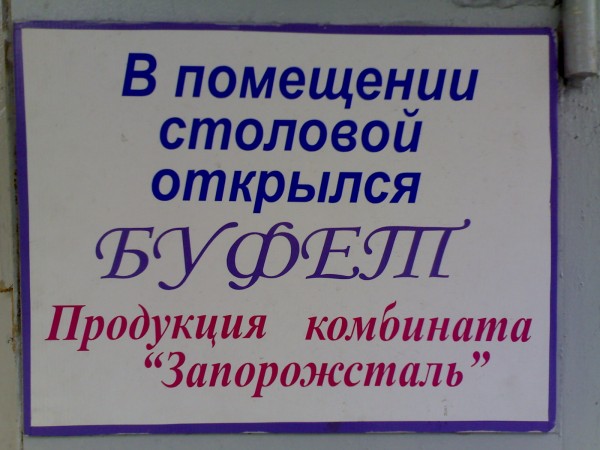 В помещении
столовой
открылся
БУФЕТ
Продукция комбината
“Запорожсталь”